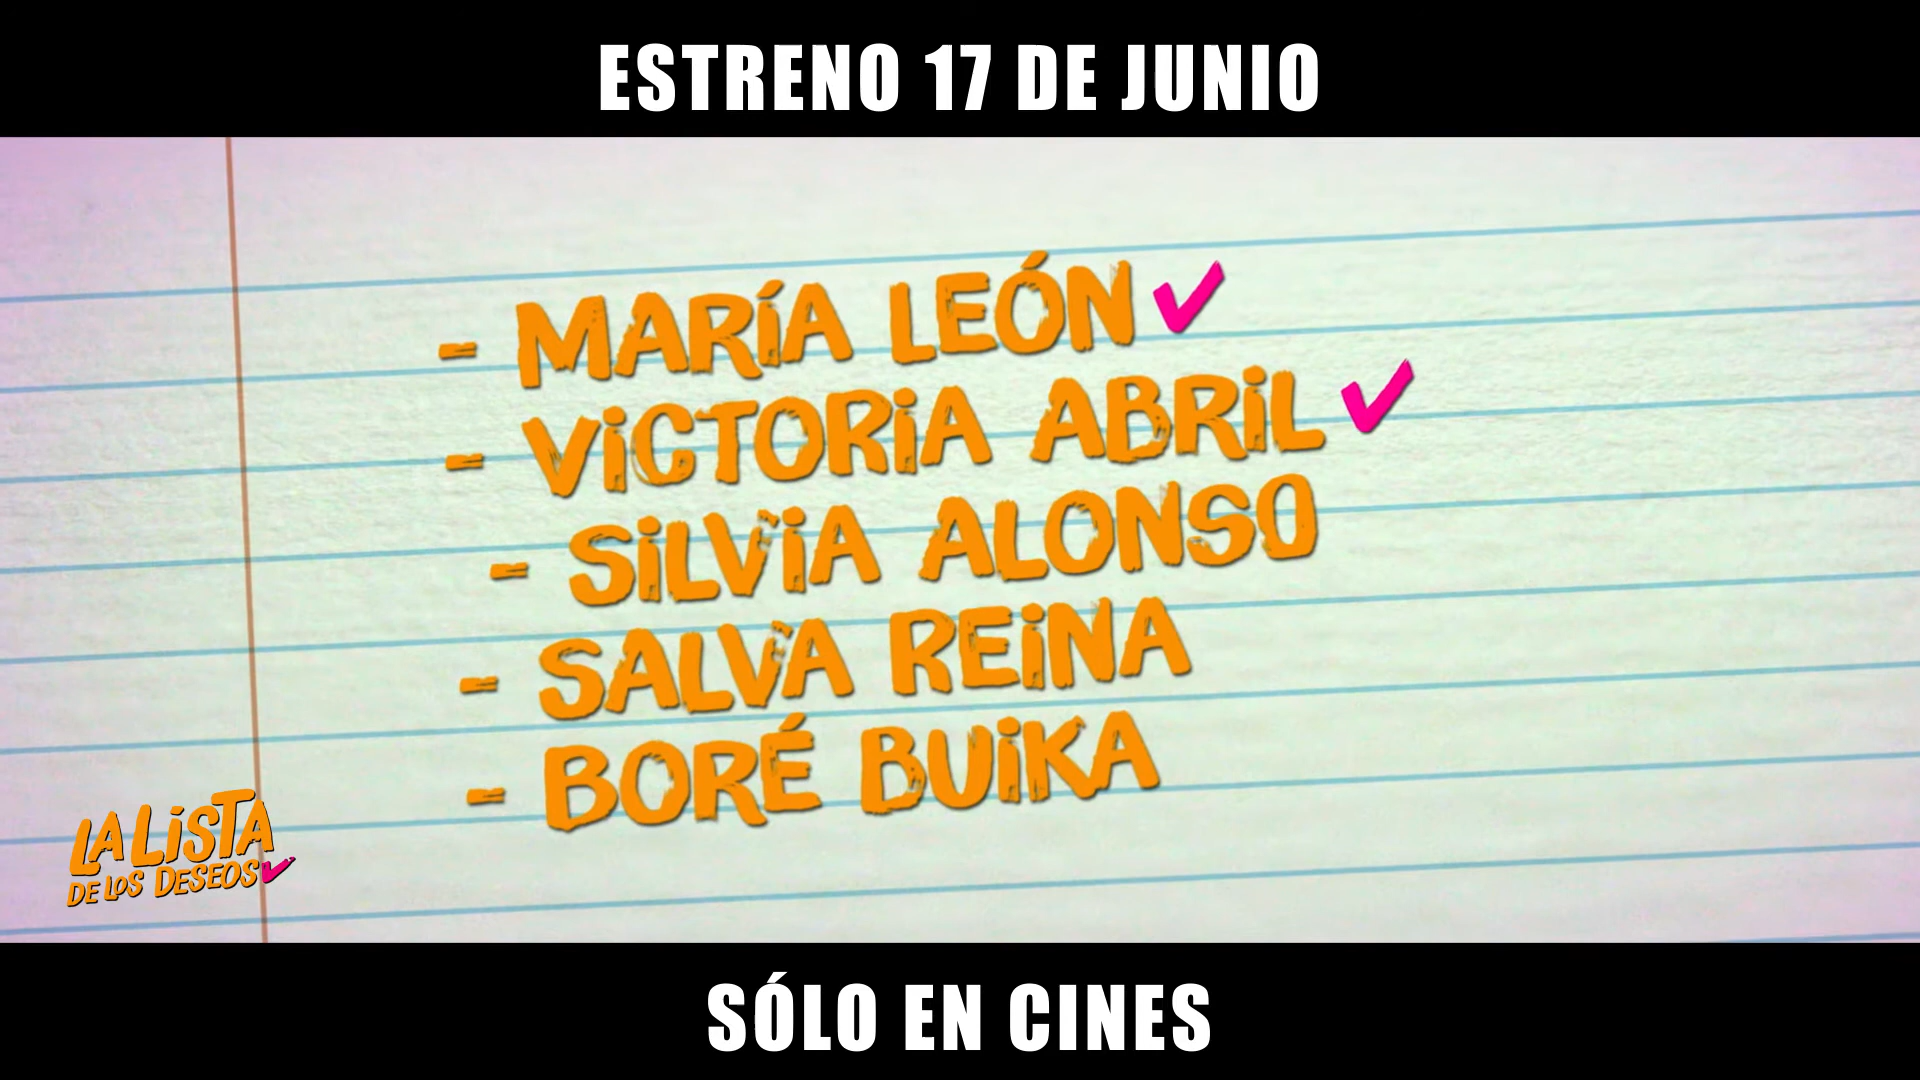 ESTRENO 17 DE JUNIO
- MARÍA LEÓN ✓
- VICTORIA ABRIL ✓
- SILVIA ALONSO
- SALVA REINA
- BORÉ BUIKA
LA LISTA
DE LOS DESEOS ✓
SÓLO EN CINES